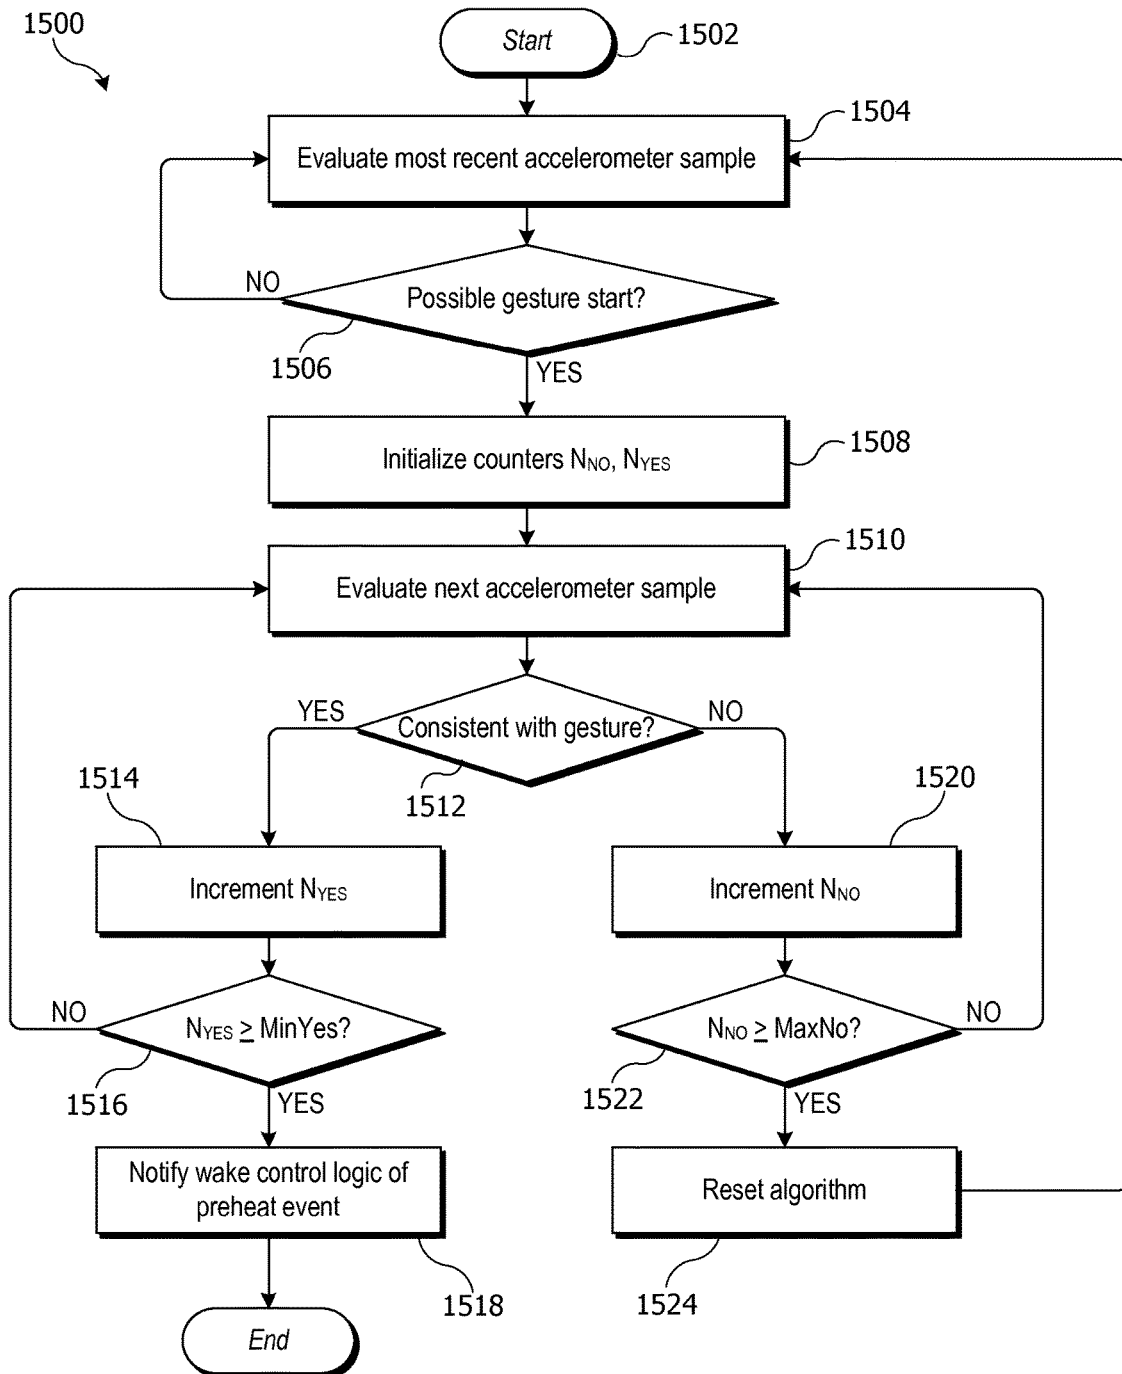 1500
Start
1502
1504
Evaluate most recent accelerometer sample
NO
Possible gesture start?
1506
YES
1508
Initialize counters NNO, NYES
1510
Evaluate next accelerometer sample
YES
Consistent with gesture?
NO
1512
1514
1520
Increment NYES
Increment NNO
NO
NYES ≥ MinYes?
NNO ≥ MaxNo?
NO
1516
YES
1522
YES
Notify wake control logic of
preheat event
Reset algorithm
1518
1524
End